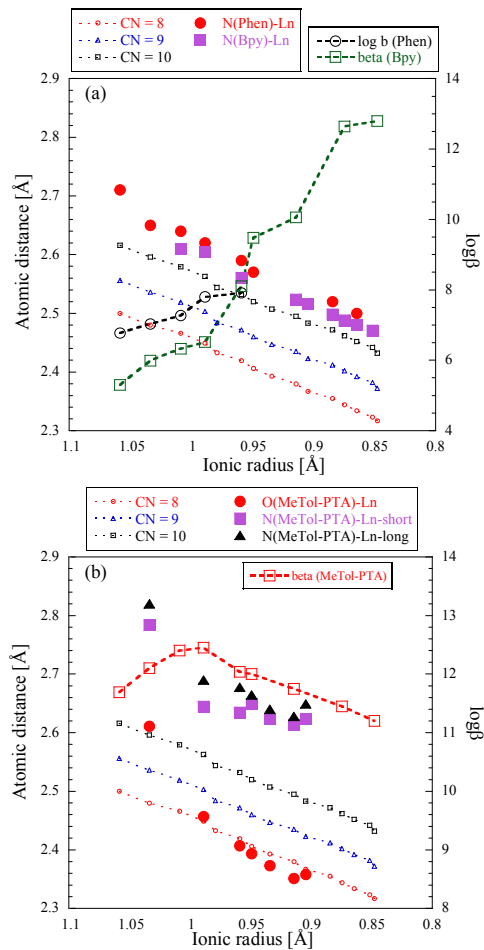 CN = 8
CN = 9
CN = 10
N(Phen)-Ln
N(Bpy)-Ln
log b (Phen)
beta (Bpy)
(a)
2.9
2.8
2.7
2.6
2.5
2.4
2.3
Atomic distance [Å]
14
12
10
8
6
4
logβ
1.1 1.05 1 0.95 0.9 0.85 0.8
Ionic radius [Å]
CN = 8
CN = 9
CN = 10
O(MeTol-PTA)-Ln
N(MeTol-PTA)-Ln-short
N(MeTol-PTA)-Ln-long
(b)
beta (MeTol-PTA)
2.9
2.8
2.7
2.6
2.5
2.4
2.3
Atomic distance [Å]
14
13
12
11
10
9
8
logβ
1.1 1.05 1 0.95 0.9 0.85 0.8
Ionic radius [Å]